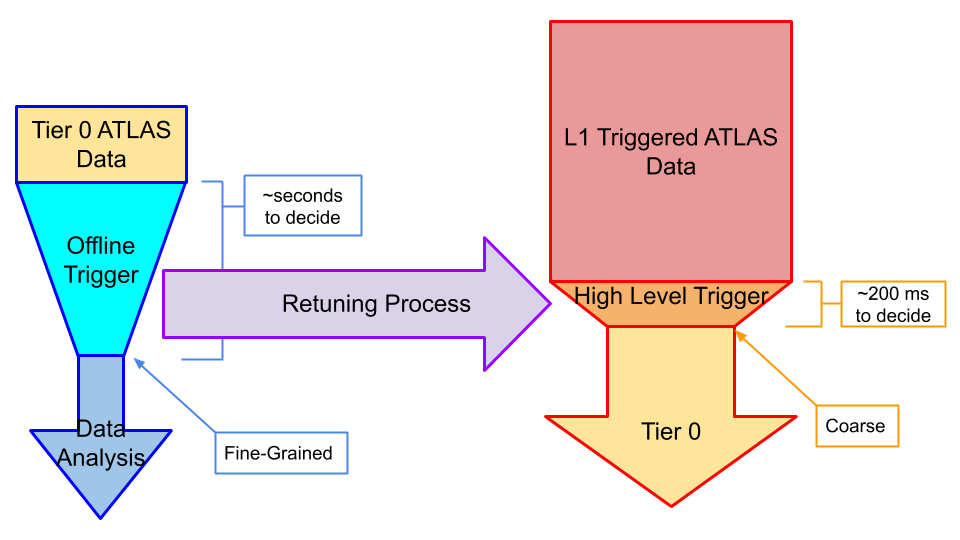 Tier 0 ATLAS
Data
Offline
Trigger
~seconds
to decide
Data
Analysis
Fine-Grained
Retuning Process
L1 Triggered ATLAS
Data
High Level Trigger
~200 ms
to decide
Coarse
Tier 0